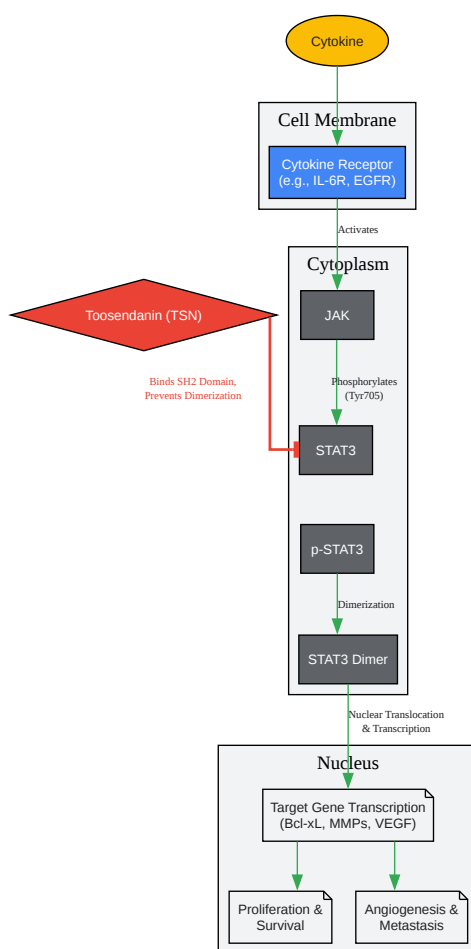 Cytokine
Cell Membrane
Cytokine Receptor
(e.g., IL-6R, EGFR)
Activates
Cytoplasm
JAK
Toosendanin (TSN)
Phosphorylates
(Tyr705)
Binds SH2 Domain,
Prevents Dimerization
STAT3
p-STAT3
Dimerization
STAT3 Dimer
Nuclear Translocation
& Transcription
Nucleus
Target Gene Transcription
(Bcl-xL, MMPs, VEGF)
Proliferation &
Survival
Angiogenesis &
Metastasis